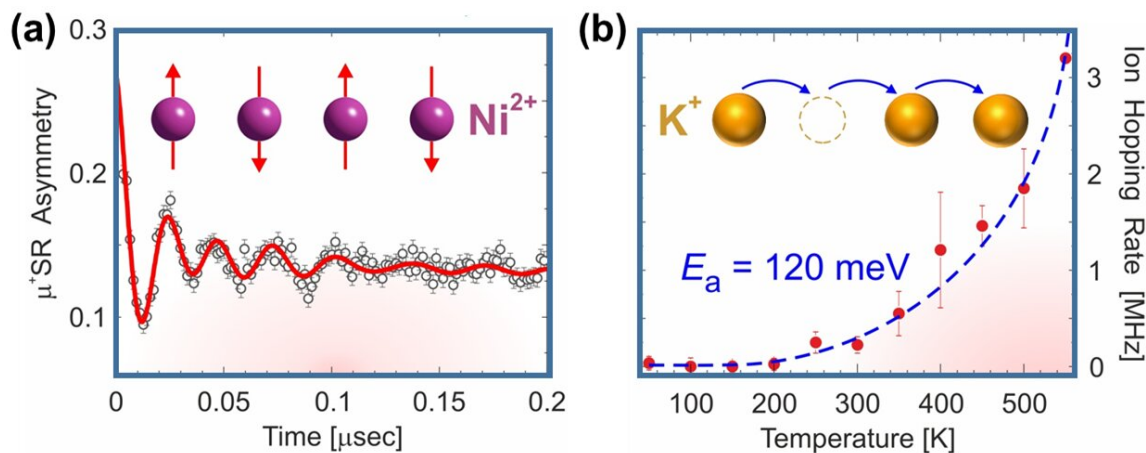 (a)
0.3
0.2
0.1
μ⁺SR Asymmetry
Ni²⁺
0 0.05 0.1 0.15 0.2
Time [μsec]
(b)
K⁺
Eₐ = 120 meV
3
2
1
0
Ion Hopping Rate [MHz]
100 200 300 400 500
Temperature [K]